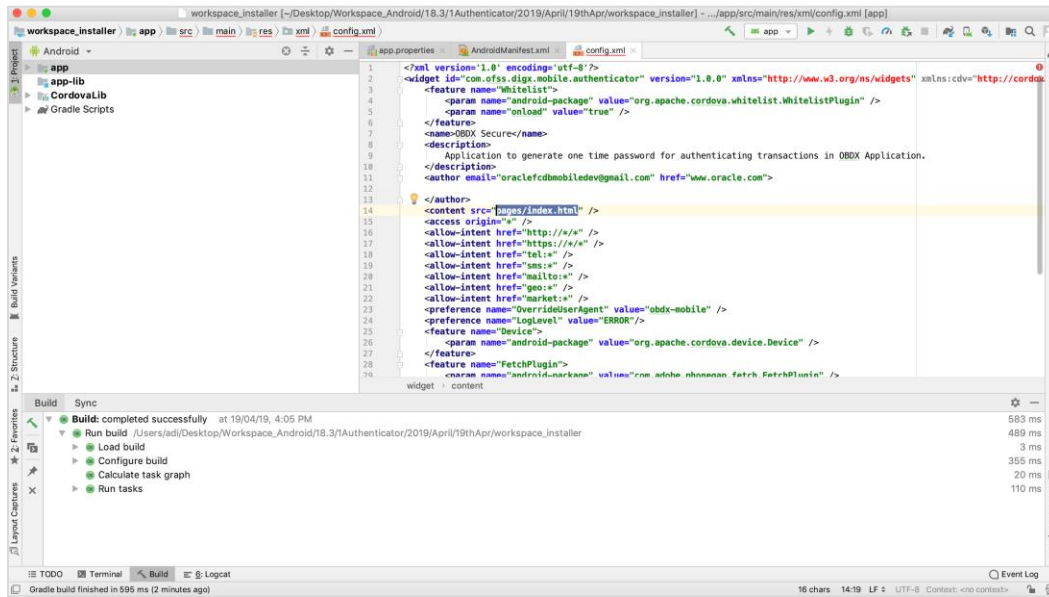 workspace_installer [~/Desktop/Workspace_Android/18.3/1Authenticator/2019/April/19thApr/workspace_installer] - .../app/src/main/res/xml/config.xml [app]
workspace_installer app src main res xml config.xml app
Android app.properties AndroidManifest.xml config.xml
1: Project
app
app-lib
CordovaLib
Gradle Scripts
1 <?xml version='1.0' encoding='utf-8'?>
2 <widget id="com.ofss.digx.mobile.authenticator" version="1.0.0" xmlns="http://www.w3.org/ns/widgets" xmlns:cdv="http://cordov
3 <feature name="Whitelist">
4 <param name="android-package" value="org.apache.cordova.whitelist.WhitelistPlugin" />
5 <param name="onload" value="true" />
6 </feature>
7 <name>OBDX Secure</name>
8 <description>
9 Application to generate one time password for authenticating transactions in OBDX Application.
10 </description>
11 <author email="oraclefcdbmobiledev@gmail.com" href="www.oracle.com">
12
13 </author>
14 <content src="pages/index.html" />
15 <access origin="*" />
16 <allow-intent href="http://*/*" />
17 <allow-intent href="https://*/*" />
18 <allow-intent href="tel:*" />
19 <allow-intent href="sms:*" />
20 <allow-intent href="mailto:*" />
21 <allow-intent href="geo:*" />
22 <allow-intent href="market:*" />
23 <preference name="OverrideUserAgent" value="obdx-mobile" />
24 <preference name="LogLevel" value="ERROR"/>
25 <feature name="Device">
26 <param name="android-package" value="org.apache.cordova.device.Device" />
27 </feature>
28 <feature name="FetchPlugin">
29 <param name="android-package" value="com.adobe.phonegap.fetch.FetchPlugin" />
widget › content
Build Variants
Z: Structure
2: Favorites
Layout Captures
Build Sync
Build: completed successfully at 19/04/19, 4:05 PM 583 ms
Run build /Users/adi/Desktop/Workspace_Android/18.3/1Authenticator/2019/April/19thApr/workspace_installer 489 ms
Load build 3 ms
Configure build 355 ms
Calculate task graph 20 ms
Run tasks 110 ms
TODO Terminal Build 6: Logcat Event Log
Gradle build finished in 595 ms (2 minutes ago) 16 chars 14:19 LF UTF-8 Context: <no context>